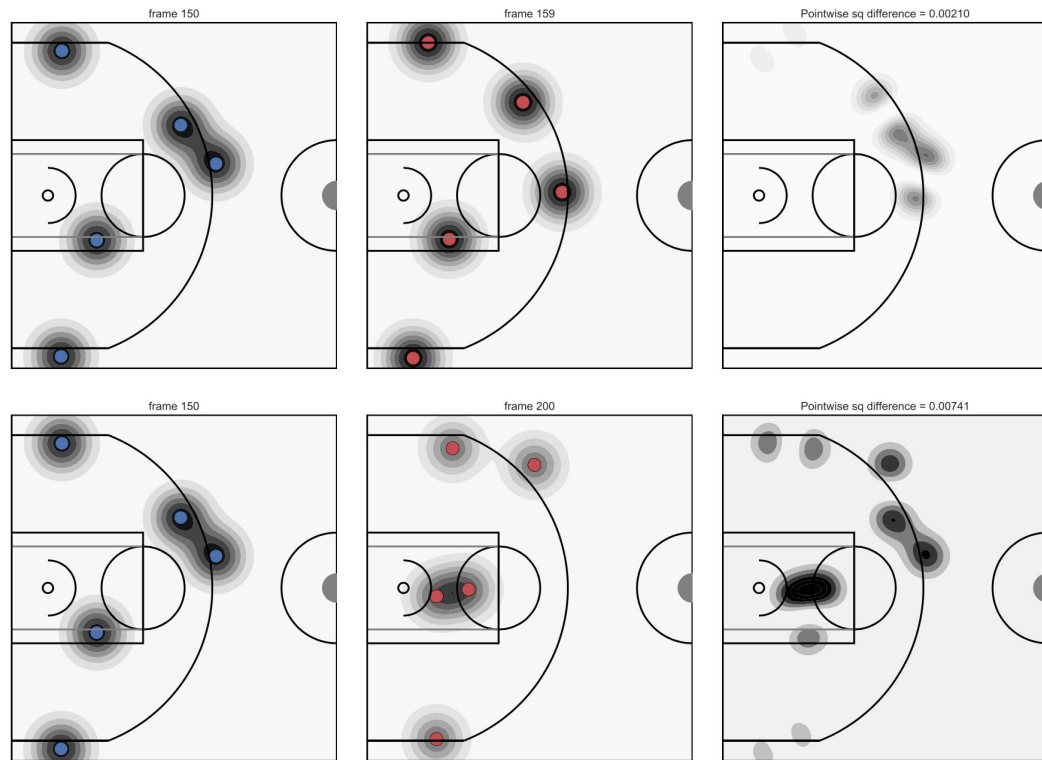 frame 150
frame 159
Pointwise sq difference = 0.00210
frame 150
frame 200
Pointwise sq difference = 0.00741